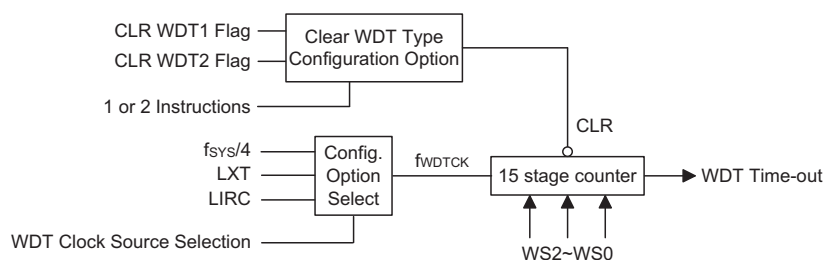 CLR WDT1 Flag
CLR WDT2 Flag
Clear WDT Type
Configuration Option
1 or 2 Instructions
CLR
fSYS/4
LXT
LIRC
Config.
Option
Select
fWDTCK
15 stage counter
WDT Time-out
WDT Clock Source Selection
WS2~WS0